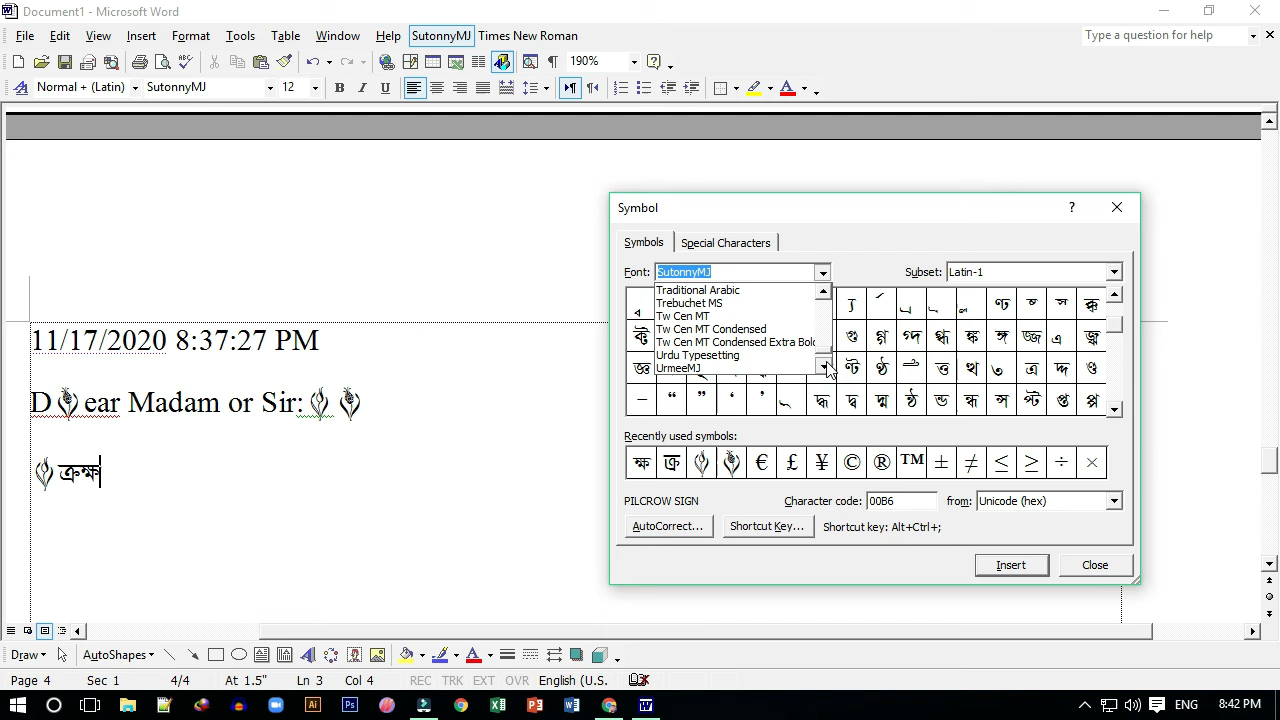 Document1 - Microsoft Word
File Edit View Insert Format Tools Table Window Help SutonnyMJ Times New Roman
Type a question for help
190%
Normal + (Latin) SutonnyMJ 12 B I U
Symbol
Symbols Special Characters
Font: SutonnyMJ Subset: Latin-1
Traditional Arabic
Trebuchet MS
Tw Cen MT
Tw Cen MT Condensed
Tw Cen MT Condensed Extra Bold
Urdu Typesetting
UrmeeMJ
Recently used symbols:
ক্ষ ক্র € £ ¥ © ® ™ ± ≠ ≤ ≥ ÷ ×
PILCROW SIGN Character code: 00B6 from: Unicode (hex)
AutoCorrect... Shortcut Key... Shortcut key: Alt+Ctrl+;
Insert Close
11/17/2020 8:37:27 PM
D ear Madam or Sir:
ক্রক্ষ
Draw AutoShapes
Page 4 Sec 1 4/4 At 1.5" Ln 3 Col 4 REC TRK EXT OVR English (U.S.
ENG 8:42 PM